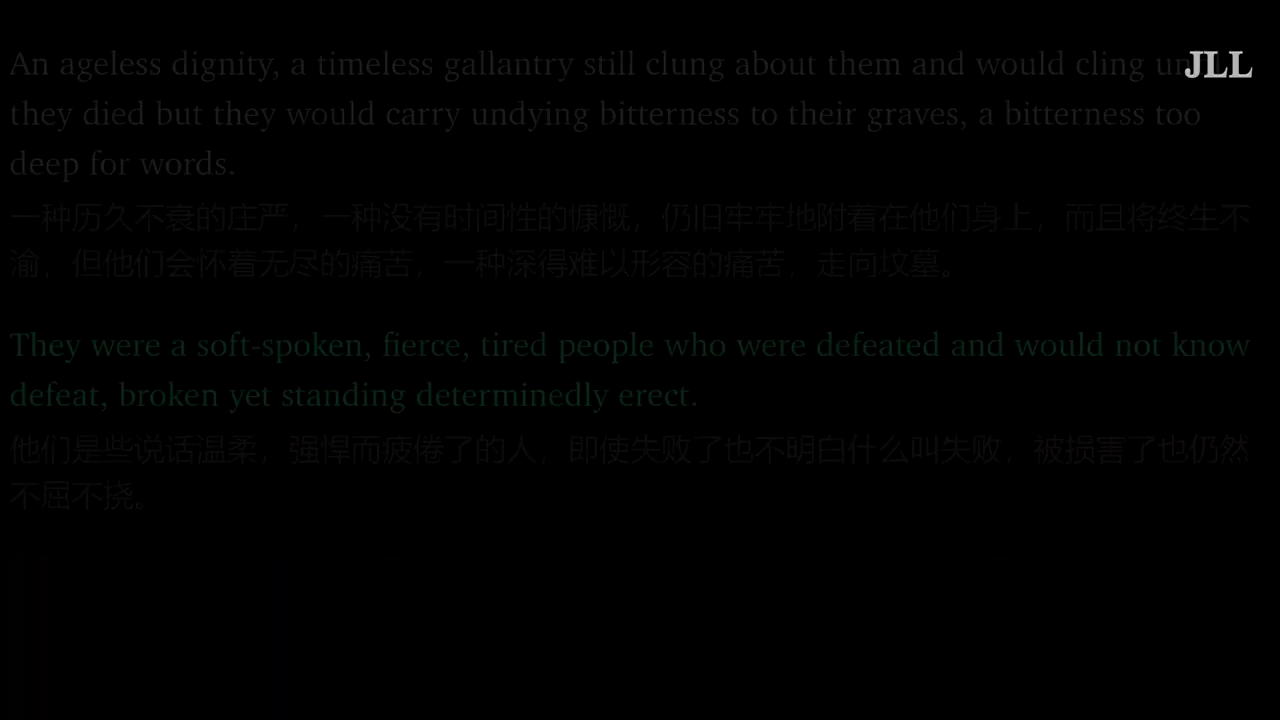 An ageless dignity, a timeless gallantry still clung about them and would cling
JLL
they died but they would carry undying bitterness to their graves, a bitterness too
deep for words.
一种历久不衰的庄严，一种没有时间性的慷慨，仍旧牢牢地附着在他们身上，而且将终生不
渝，但他们会怀着无尽的痛苦，一种深得难以形容的痛苦，走向坟墓。
They were a soft-spoken, fierce, tired people who were defeated and would not know
defeat, broken yet standing determinedly erect.
他们是些说话温柔，强悍而疲倦了的人，即使失败了也不明白什么叫失败，被损害了也仍然
不屈不挠。